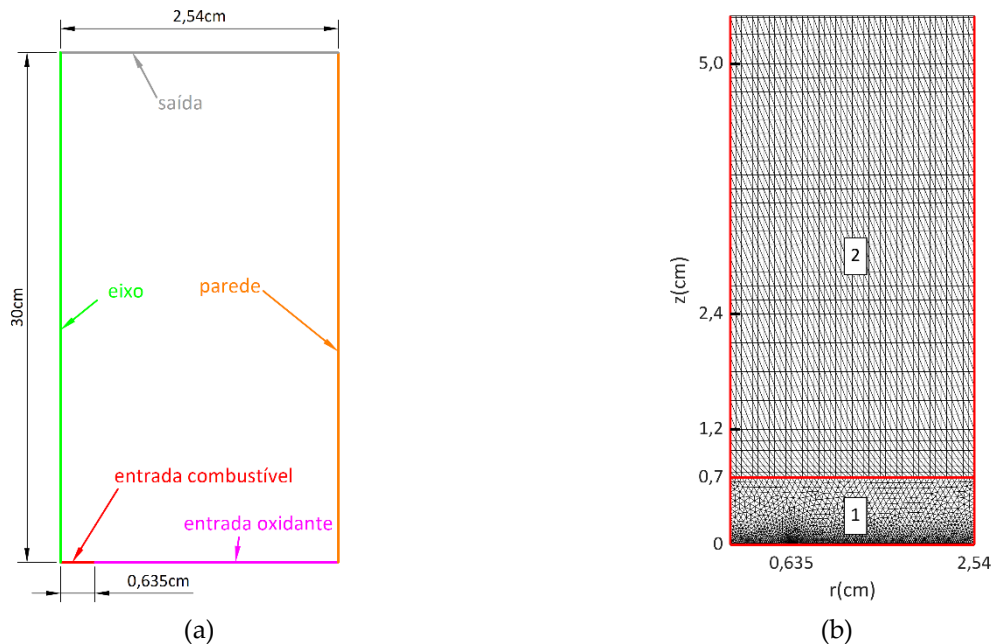 2,54cm
saída
30cm
eixo
parede
entrada combustível
entrada oxidante
0,635cm
(a)
5,0
2
z(cm)
2,4
1,2
0,7
1
0
0,635
2,54
r(cm)
(b)